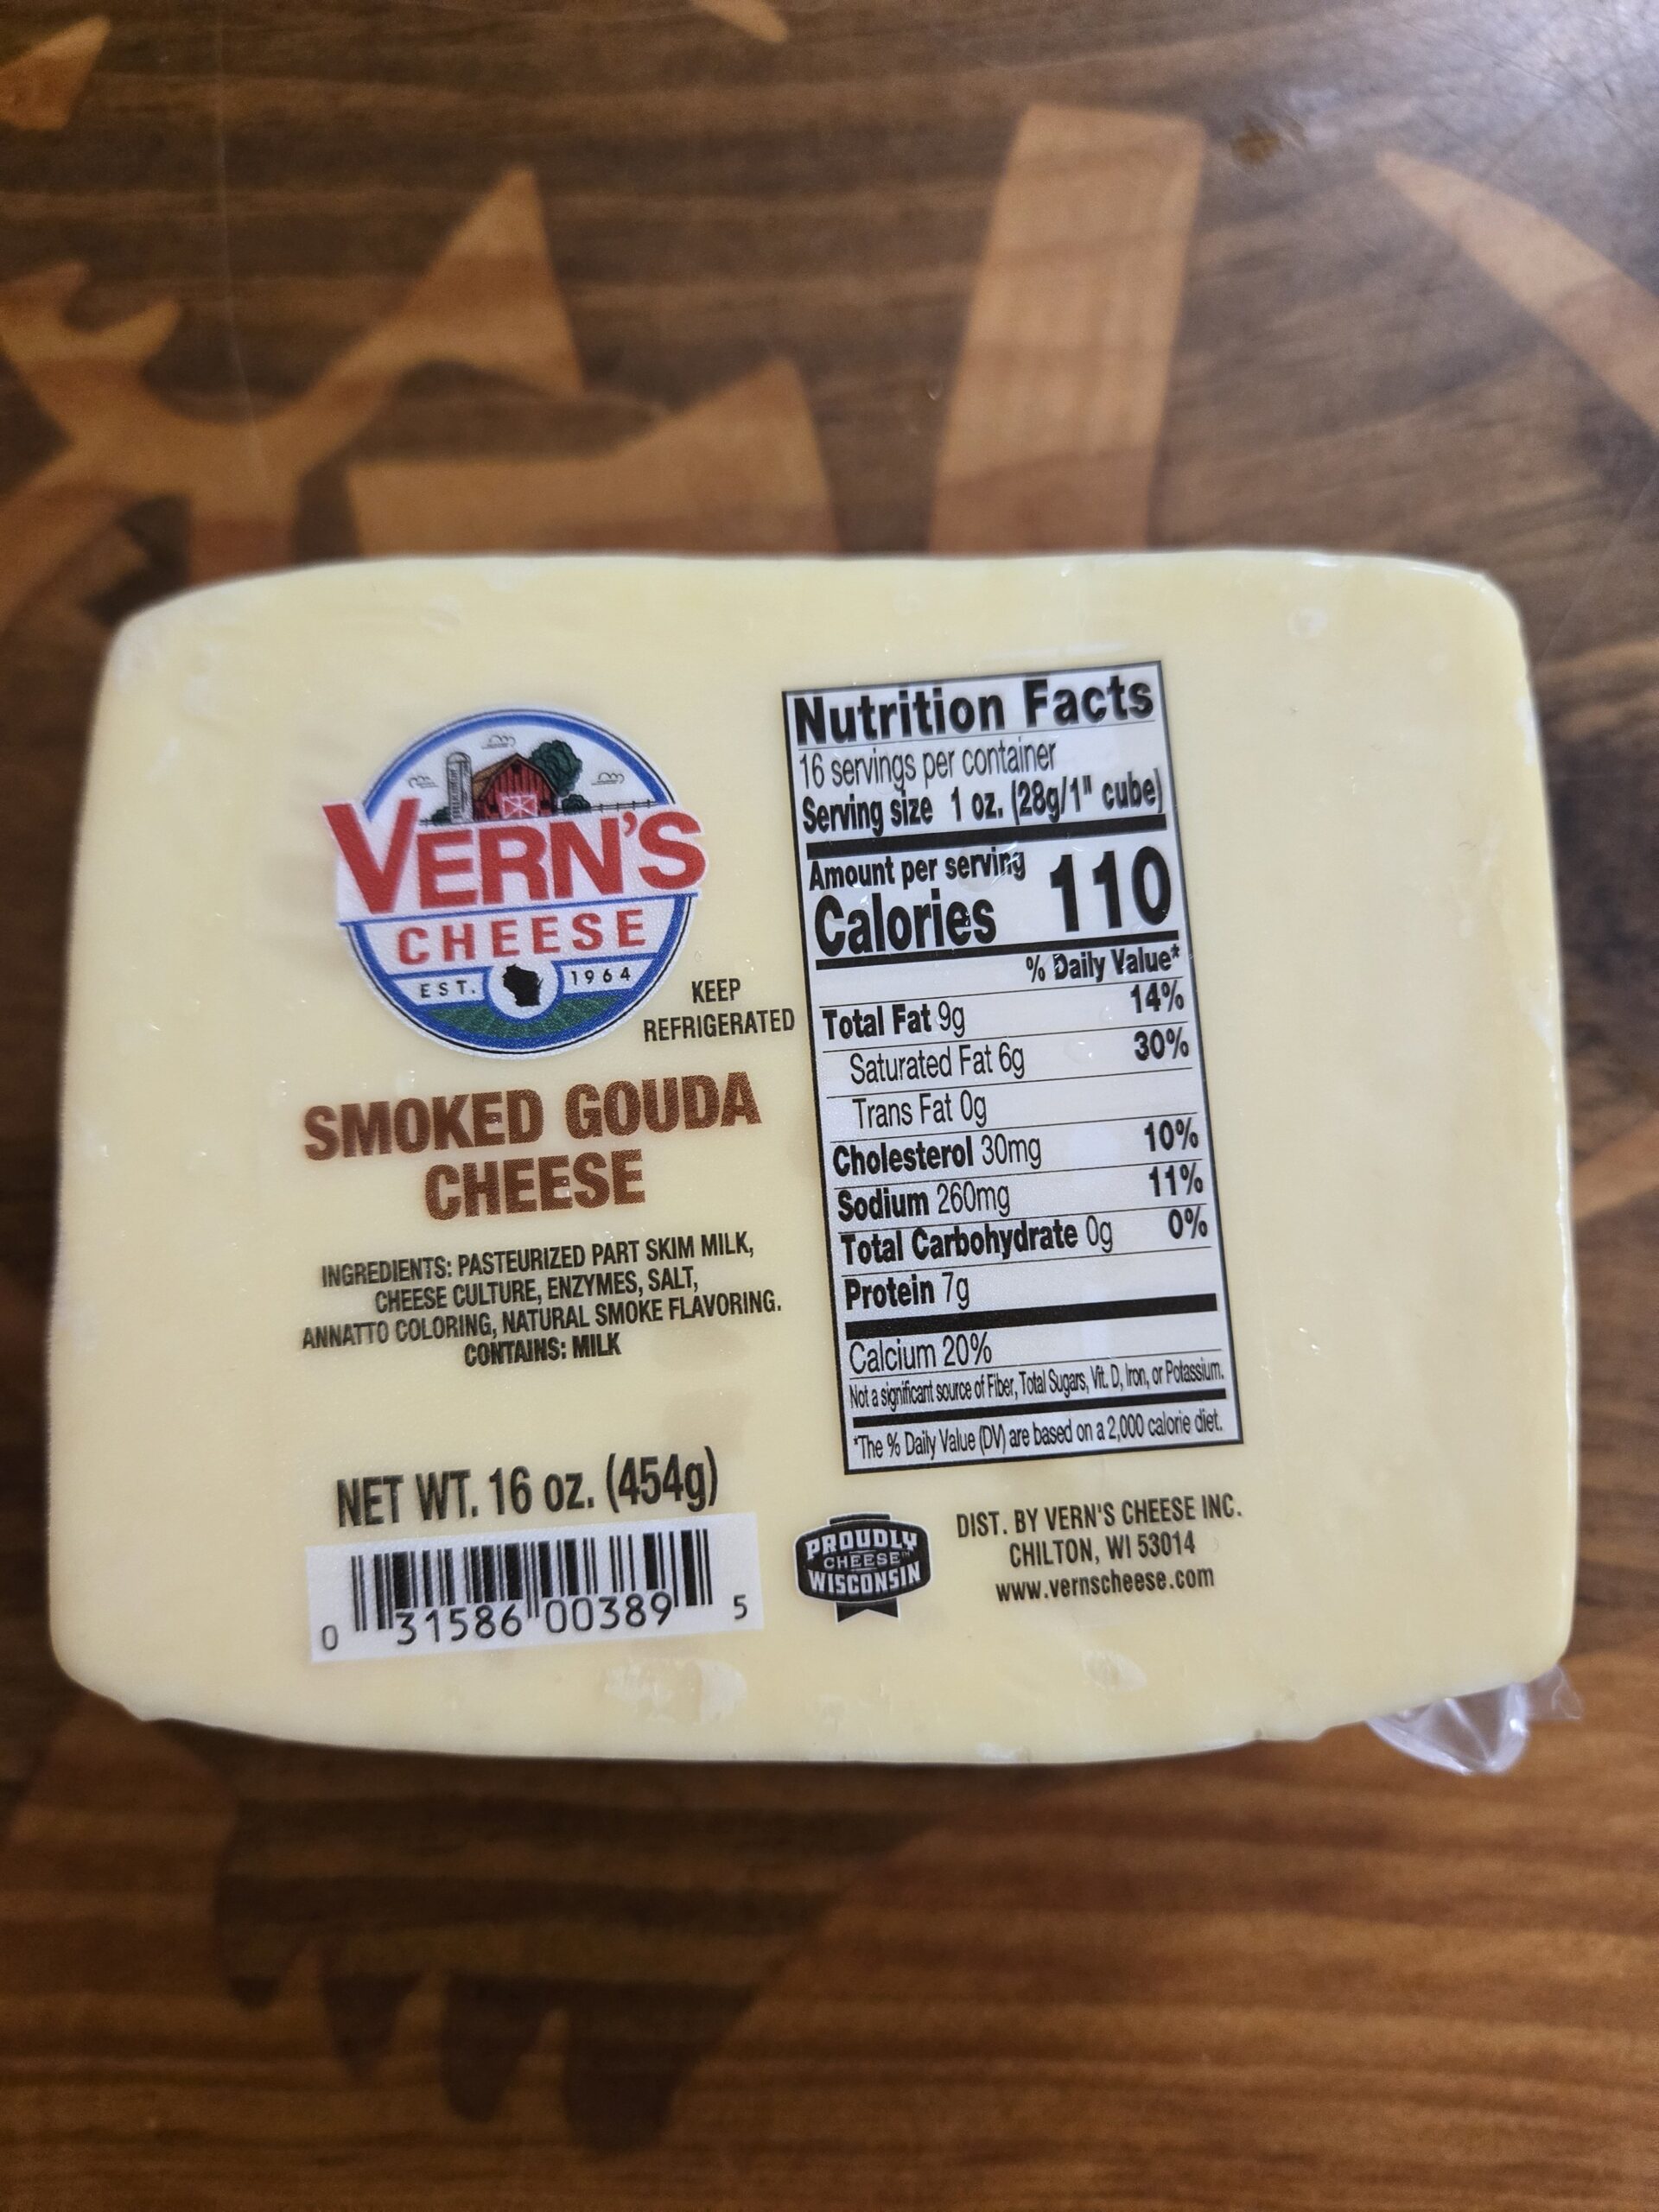 VERN'S
CHEESE
EST. 1964
KEEP
REFRIGERATED
SMOKED GOUDA
CHEESE
INGREDIENTS: PASTEURIZED PART SKIM MILK,
CHEESE CULTURE, ENZYMES, SALT,
ANNATTO COLORING, NATURAL SMOKE FLAVORING.
CONTAINS: MILK
NET WT. 16 oz. (454g)
0 31586 00389 5
Nutrition Facts
16 servings per container
Serving size 1 oz. (28g/1" cube)
Amount per serving
Calories 110
% Daily Value*
Total Fat 9g 14%
Saturated Fat 6g 30%
Trans Fat 0g
Cholesterol 30mg 10%
Sodium 260mg 11%
Total Carbohydrate 0g 0%
Protein 7g
Calcium 20%
Not a significant source of Fiber, Total Sugars, Vit. D, Iron, or Potassium.
*The % Daily Value (DV) are based on a 2,000 calorie diet.
PROUDLY
CHEESE™
WISCONSIN
DIST. BY VERN'S CHEESE INC.
CHILTON, WI 53014
www.vernscheese.com